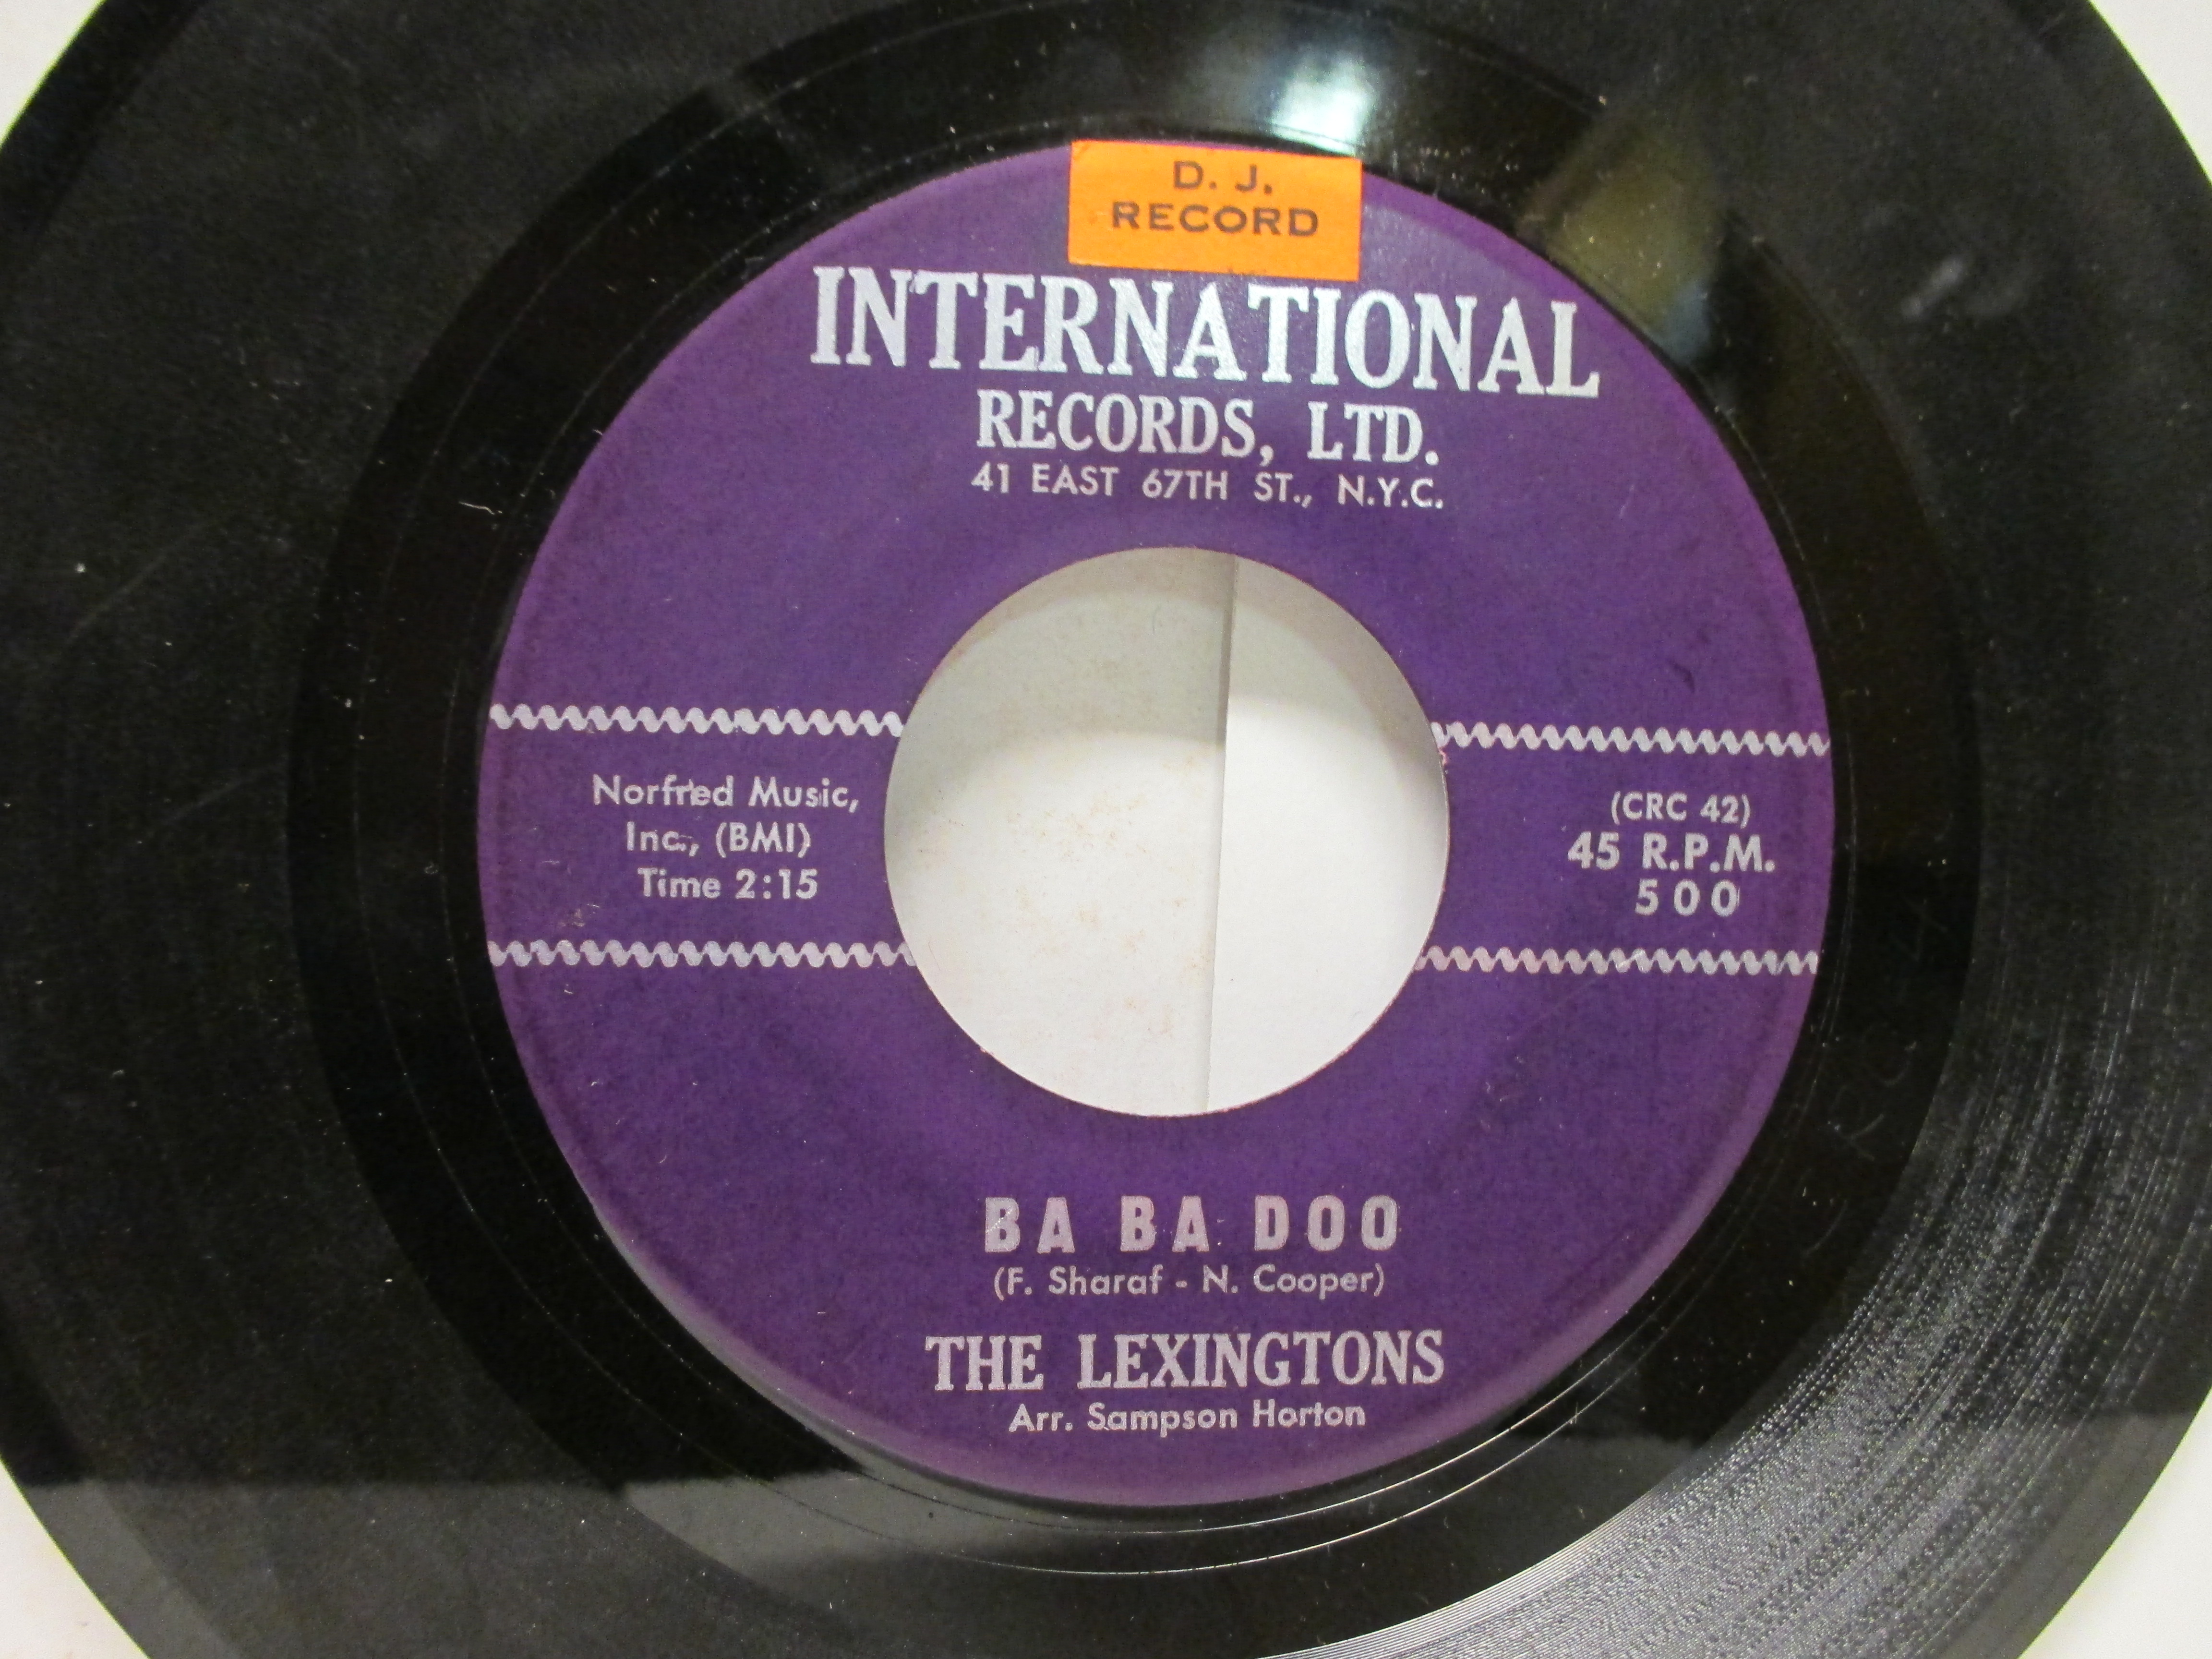 D. J.
RECORD
INTERNATIONAL
RECORDS, LTD.
41 EAST 67TH ST., N.Y.C.
Norfred Music,
Inc., (BMI)
Time 2:15
(CRC 42)
45 R.P.M.
500
BA BA DOO
(F. Sharaf - N. Cooper)
THE LEXINGTONS
Arr. Sampson Horton